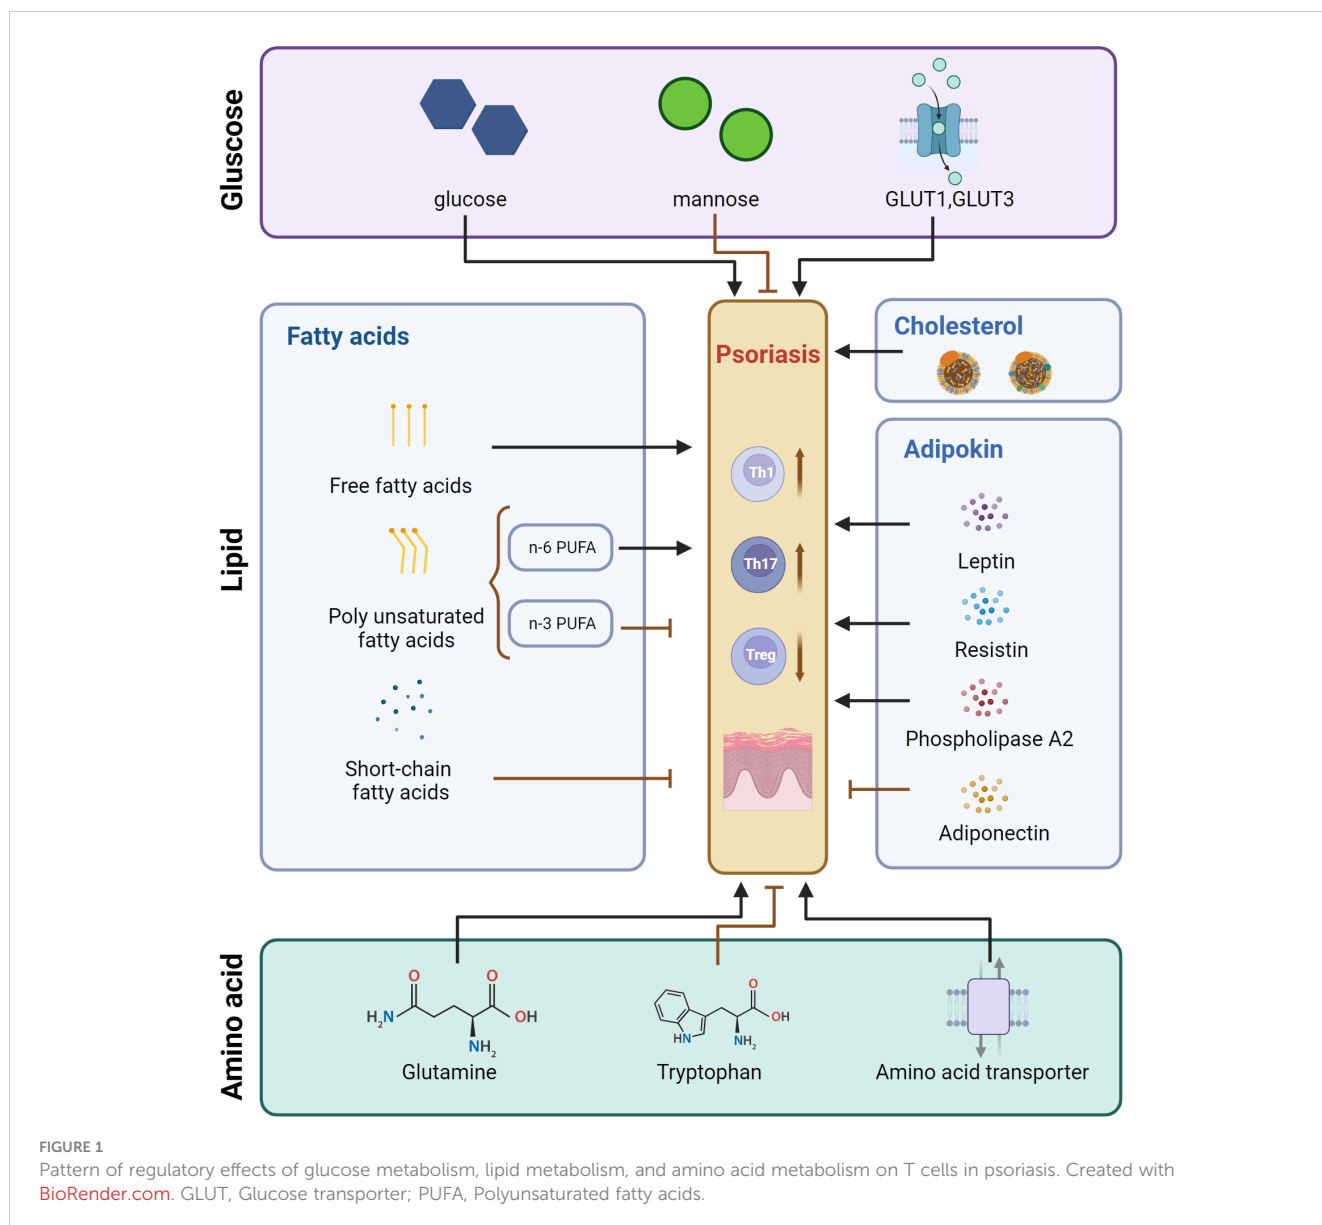 Gluscose
glucose
mannose
GLUT1,GLUT3
Lipid
Fatty acids
Free fatty acids
Poly unsaturated
fatty acids
n-6 PUFA
n-3 PUFA
Short-chain
fatty acids
Psoriasis
Th1
Th17
Treg
Cholesterol
Adipokin
Leptin
Resistin
Phospholipase A2
Adiponectin
Amino acid
O
O
H2N
OH
NH2
Glutamine
O
OH
HN
NH2
Tryptophan
Amino acid transporter
FIGURE 1
Pattern of regulatory effects of glucose metabolism, lipid metabolism, and amino acid metabolism on T cells in psoriasis. Created with
BioRender.com. GLUT, Glucose transporter; PUFA, Polyunsaturated fatty acids.